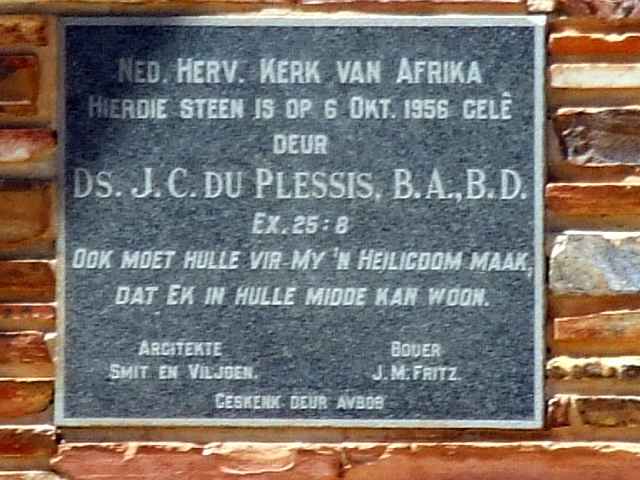 NED. HERV. KERK VAN AFRIKA
HIERDIE STEEN IS OP 6 OKT. 1956 GELÊ
DEUR
DS. J.C. DU PLESSIS, B.A., B.D.
EX. 25:8
OOK MOET HULLE VIR MY 'N HEILIGDOM MAAK,
DAT EK IN HULLE MIDDE KAN WOON.
ARGITEKTE BOUER
SMIT EN VILJOEN. J.M. FRITZ.
GESKENK DEUR AVBOB